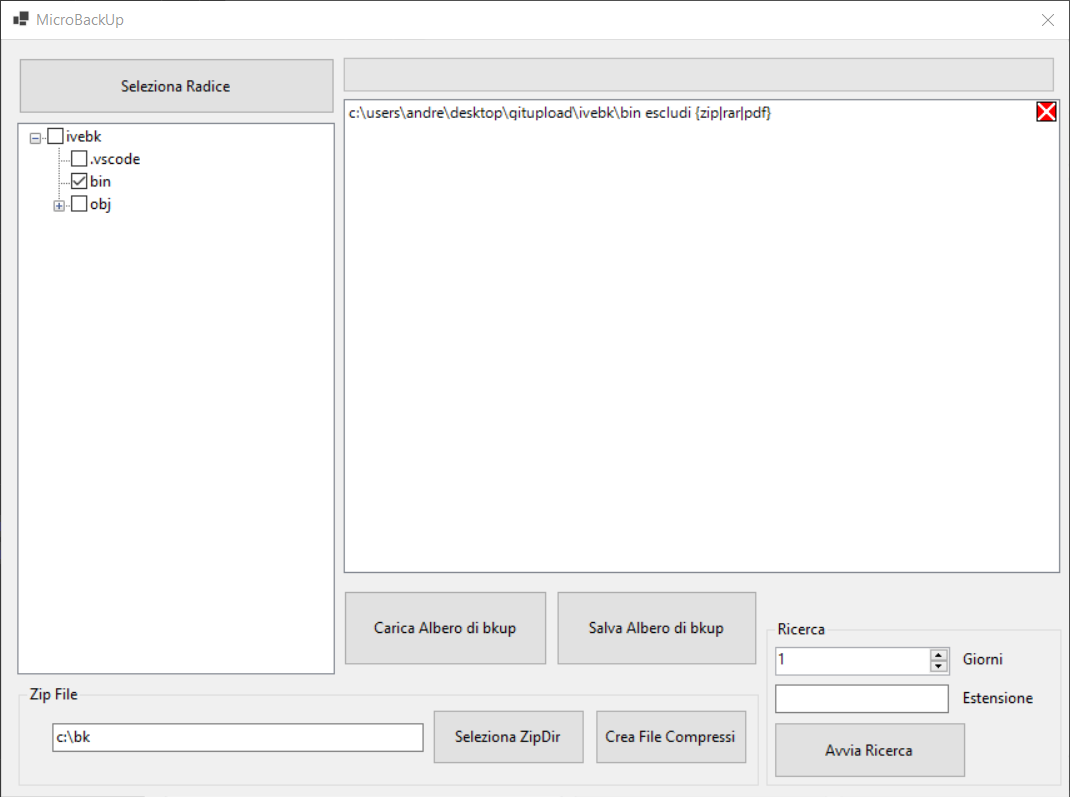 MicroBackUp
Seleziona Radice
c:\users\andre\desktop\gitupload\ivebk\bin escludi {zip|rar|pdf}
ivebk
.vscode
bin
obj
Carica Albero di bkup
Salva Albero di bkup
Ricerca
1
Giorni
Estensione
Avvia Ricerca
Zip File
c:\bk
Seleziona ZipDir
Crea File Compressi